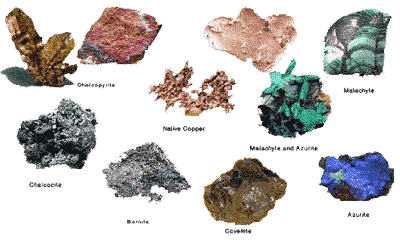 Chalcopyrite
Malachyte
Native Copper
Malachyte and Azurite
Chalcocite
Bornite
Covellite
Azurite